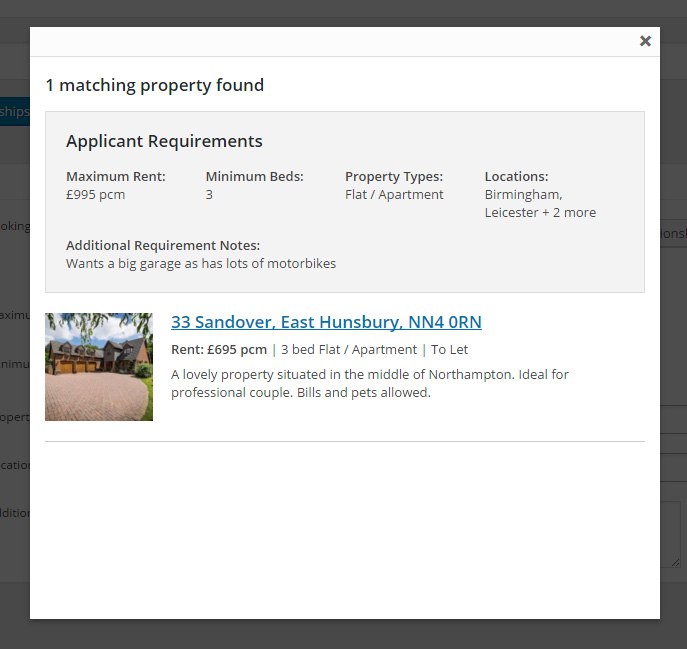 1 matching property found
Applicant Requirements
Maximum Rent: Minimum Beds: Property Types: Locations:
£995 pcm 3 Flat / Apartment Birmingham,
Leicester + 2 more
Additional Requirement Notes:
Wants a big garage as has lots of motorbikes
33 Sandover, East Hunsbury, NN4 0RN
Rent: £695 pcm | 3 bed Flat / Apartment | To Let
A lovely property situated in the middle of Northampton. Ideal for
professional couple. Bills and pets allowed.